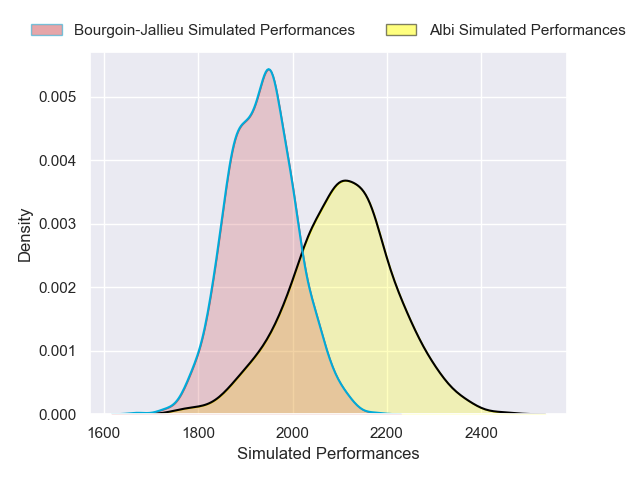 Bourgoin-Jallieu Simulated Performances Albi Simulated Performances
0.005
0.004
0.003
0.002
0.001
0.000
Density
1600 1800 2000 2200 2400
Simulated Performances